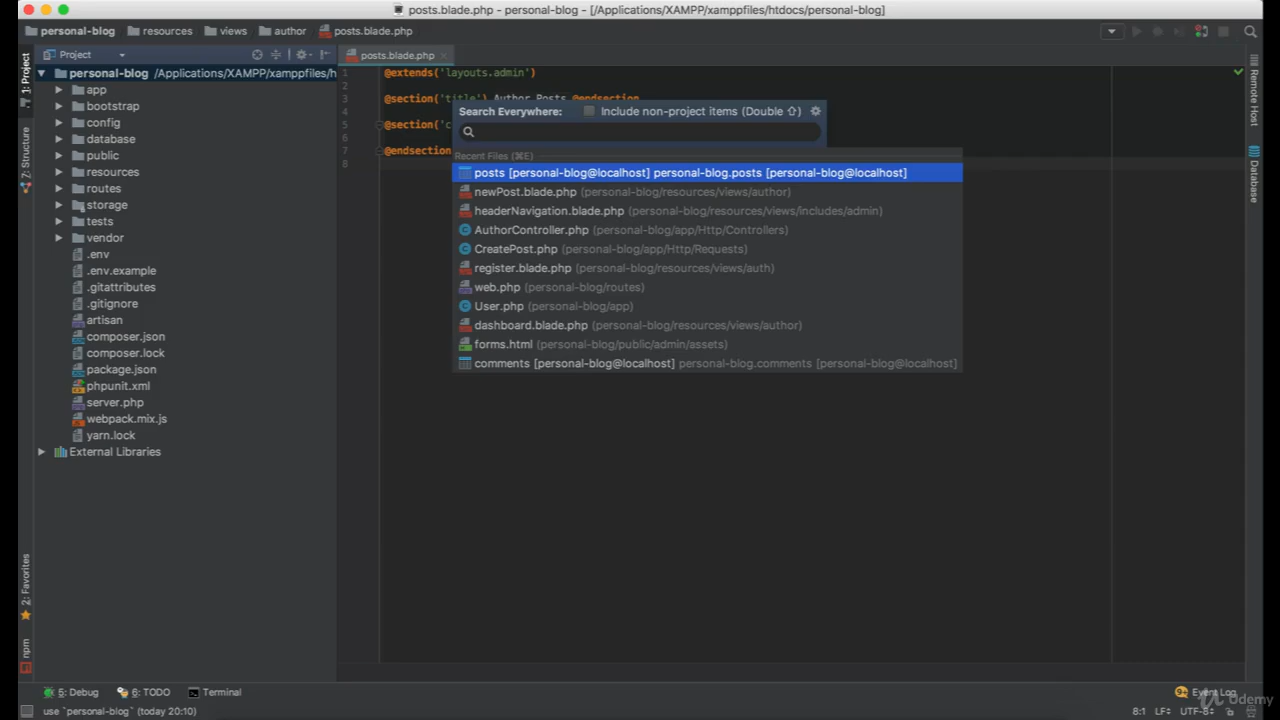 posts.blade.php - personal-blog - [/Applications/XAMPP/xamppfiles/htdocs/personal-blog]
personal-blog resources views author posts.blade.php
Project
posts.blade.php
1: Project
7: Structure
2: Favorites
npm
Remote Host
Database
personal-blog /Applications/XAMPP/xamppfiles/h
app
bootstrap
config
database
public
resources
routes
storage
tests
vendor
.env
.env.example
.gitattributes
.gitignore
artisan
composer.json
composer.lock
package.json
phpunit.xml
server.php
webpack.mix.js
yarn.lock
External Libraries
1 @extends('layouts.admin')
2
3 @section('title') Author Posts @endsection
4
5 @section('c
6
7 @endsection
8
Search Everywhere: Include non-project items (Double ⇧)
Recent Files (⌘E)
posts [personal-blog@localhost] personal-blog.posts [personal-blog@localhost]
newPost.blade.php (personal-blog/resources/views/author)
headerNavigation.blade.php (personal-blog/resources/views/includes/admin)
AuthorController.php (personal-blog/app/Http/Controllers)
CreatePost.php (personal-blog/app/Http/Requests)
register.blade.php (personal-blog/resources/views/auth)
web.php (personal-blog/routes)
User.php (personal-blog/app)
dashboard.blade.php (personal-blog/resources/views/author)
forms.html (personal-blog/public/admin/assets)
comments [personal-blog@localhost] personal-blog.comments [personal-blog@localhost]
5: Debug 6: TODO Terminal
9+ Event Log
use `personal-blog` (today 20:10)
8:1 LF÷ UTF-8÷
Udemy